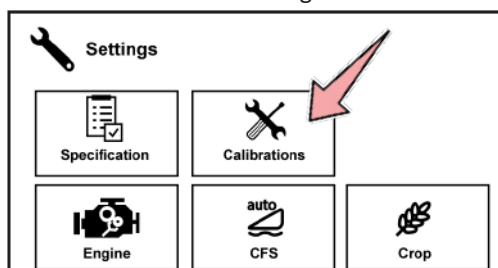 Settings
Specification
Calibrations
Engine
auto
CFS
Crop